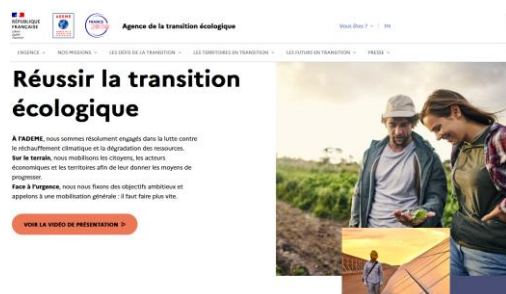 RÉPUBLIQUE
FRANÇAISE
ADEME
FRANCE
Agence de la transition écologique
Vous êtes ?
EN
L'AGENCE
NOS MISSIONS
LES DÉFIS DE LA TRANSITION
LES TERRITOIRES EN TRANSITION
LES FUTURS EN TRANSITION
PRESSE
Réussir la transition
écologique
À l'ADEME, nous sommes résolument engagés dans la lutte contre
le réchauffement climatique et la dégradation des ressources.
Sur le terrain, nous mobilisons les citoyens, les acteurs
économiques et les territoires afin de leur donner les moyens de
progresser.
Face à l'urgence, nous nous fixons des objectifs ambitieux et
appelons à une mobilisation générale : il faut faire plus vite.
VOIR LA VIDÉO DE PRÉSENTATION